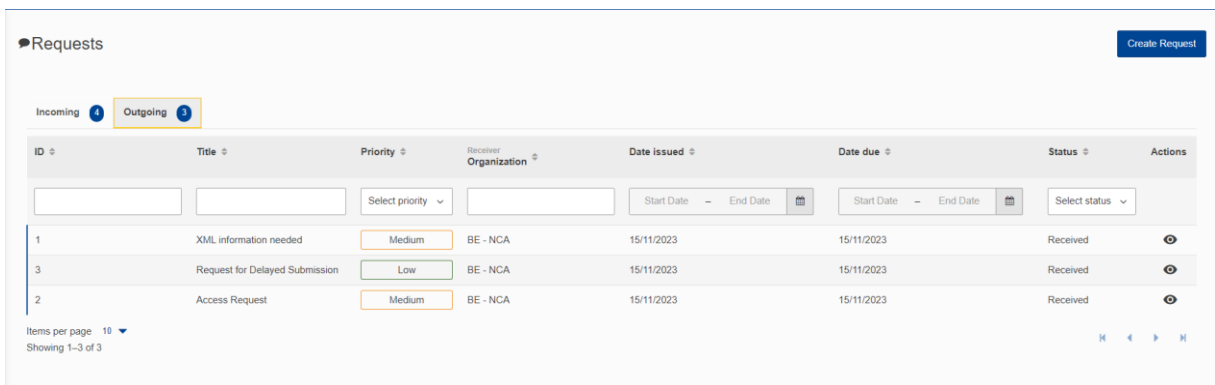 Requests
Create Request
Incoming 4 Outgoing 3
ID Title Priority Receiver Organization Date issued Date due Status Actions
Select priority Start Date – End Date Start Date – End Date Select status
1 XML information needed Medium BE - NCA 15/11/2023 15/11/2023 Received
3 Request for Delayed Submission Low BE - NCA 15/11/2023 15/11/2023 Received
2 Access Request Medium BE - NCA 15/11/2023 15/11/2023 Received
Items per page 10
Showing 1–3 of 3